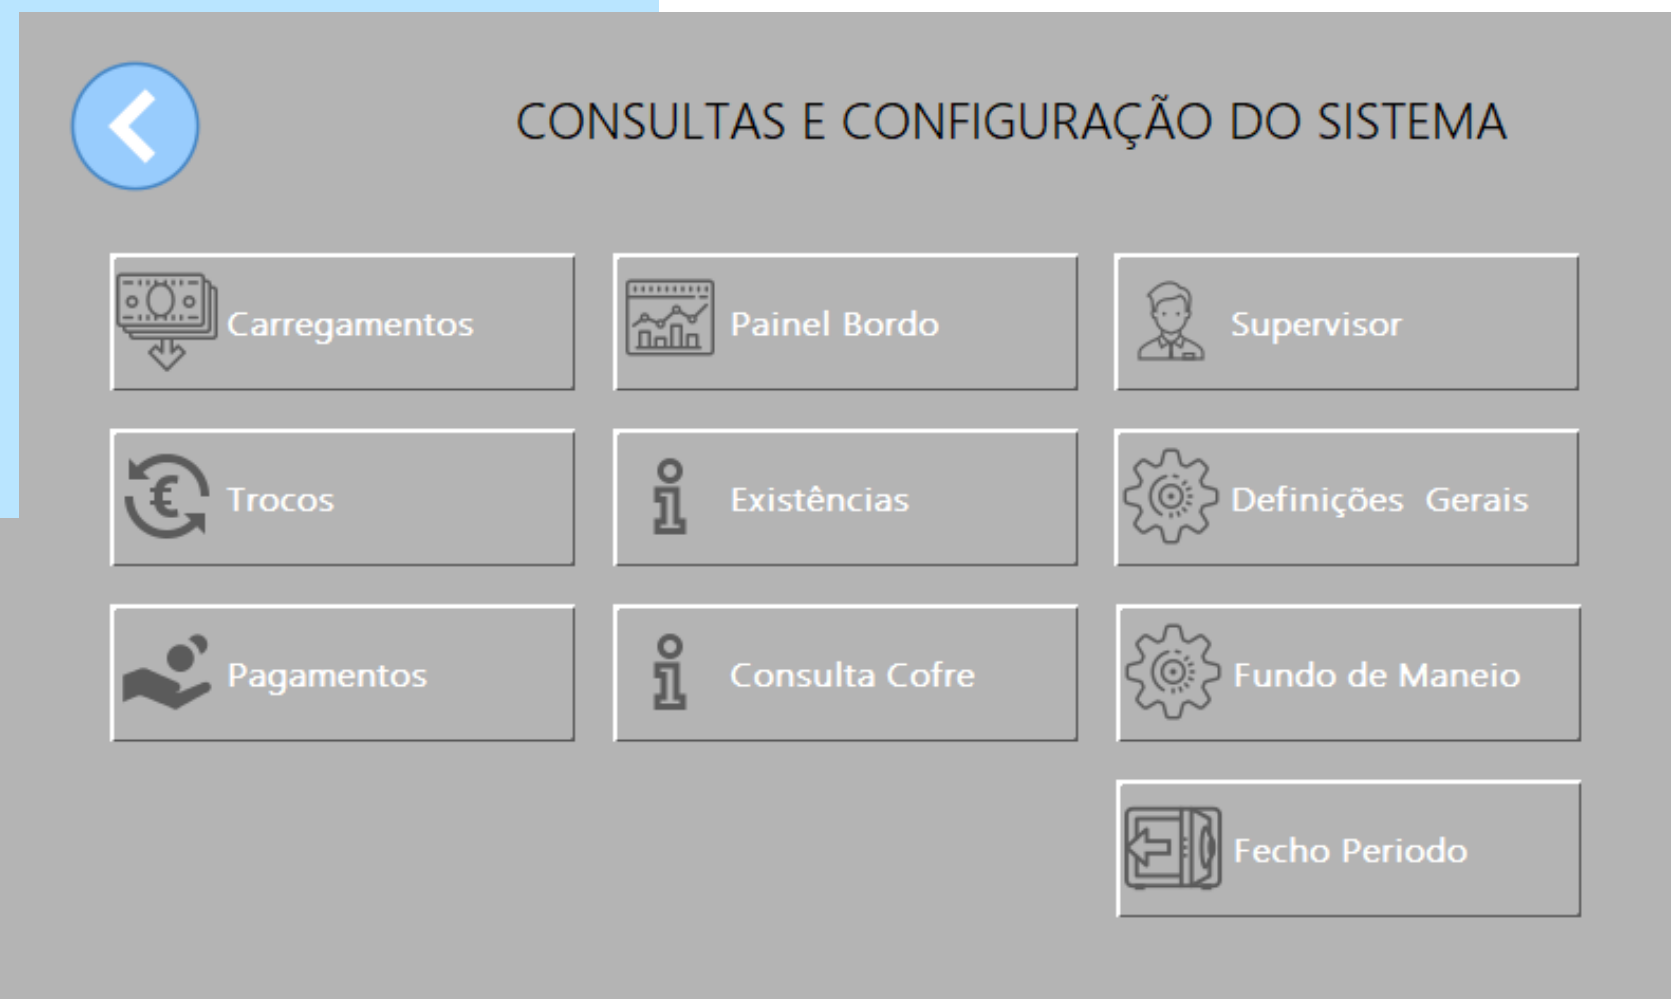 CONSULTAS E CONFIGURAÇÃO DO SISTEMA
Carregamentos
Painel Bordo
Supervisor
Trocos
Existências
Definições  Gerais
Pagamentos
Consulta Cofre
Fundo de Maneio
Fecho Periodo